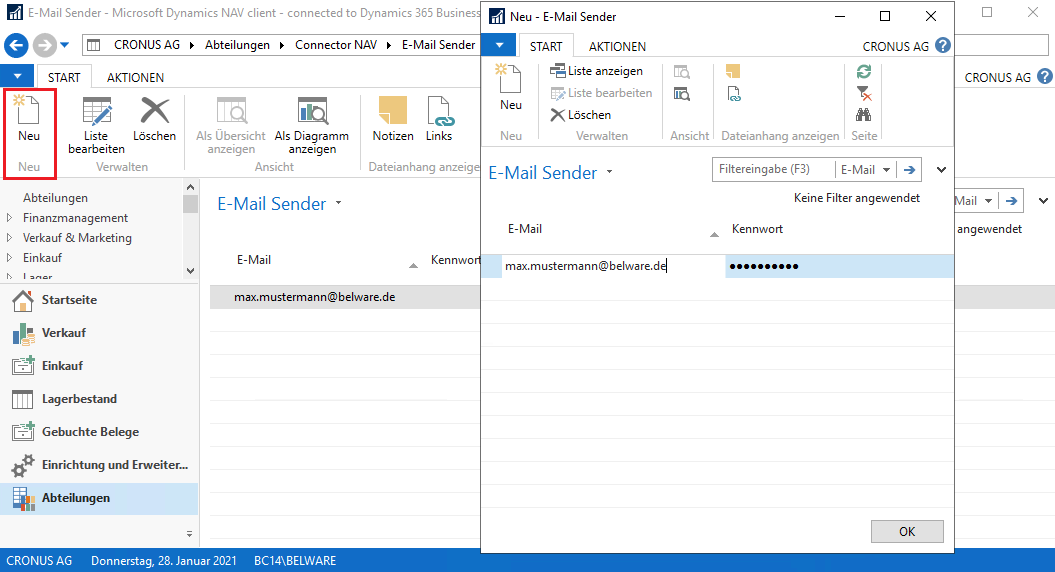 E-Mail Sender - Microsoft Dynamics NAV client - connected to Dynamics 365 Business
CRONUS AG Abteilungen Connector NAV E-Mail Sender
START AKTIONEN CRONUS AG
Neu
Liste bearbeiten
Löschen
Als Übersicht anzeigen
Als Diagramm anzeigen
Notizen
Links
Neu Verwalten Ansicht Dateianhang anzeige
Abteilungen
Finanzmanagement
Verkauf & Marketing
Einkauf
Lager
Startseite
Verkauf
Einkauf
Lagerbestand
Gebuchte Belege
Einrichtung und Erweiter...
Abteilungen
E-Mail Sender
Mail
angewendet
E-Mail Kennwort
max.mustermann@belware.de
Neu - E-Mail Sender
START AKTIONEN CRONUS AG
Neu
Liste anzeigen
Liste bearbeiten
Löschen
Neu Verwalten Ansicht Dateianhang anzeigen Seite
E-Mail Sender
Filtereingabe (F3) E-Mail
Keine Filter angewendet
E-Mail Kennwort
max.mustermann@belware.de ●●●●●●●●●●
OK
CRONUS AG Donnerstag, 28. Januar 2021 BC14\BELWARE